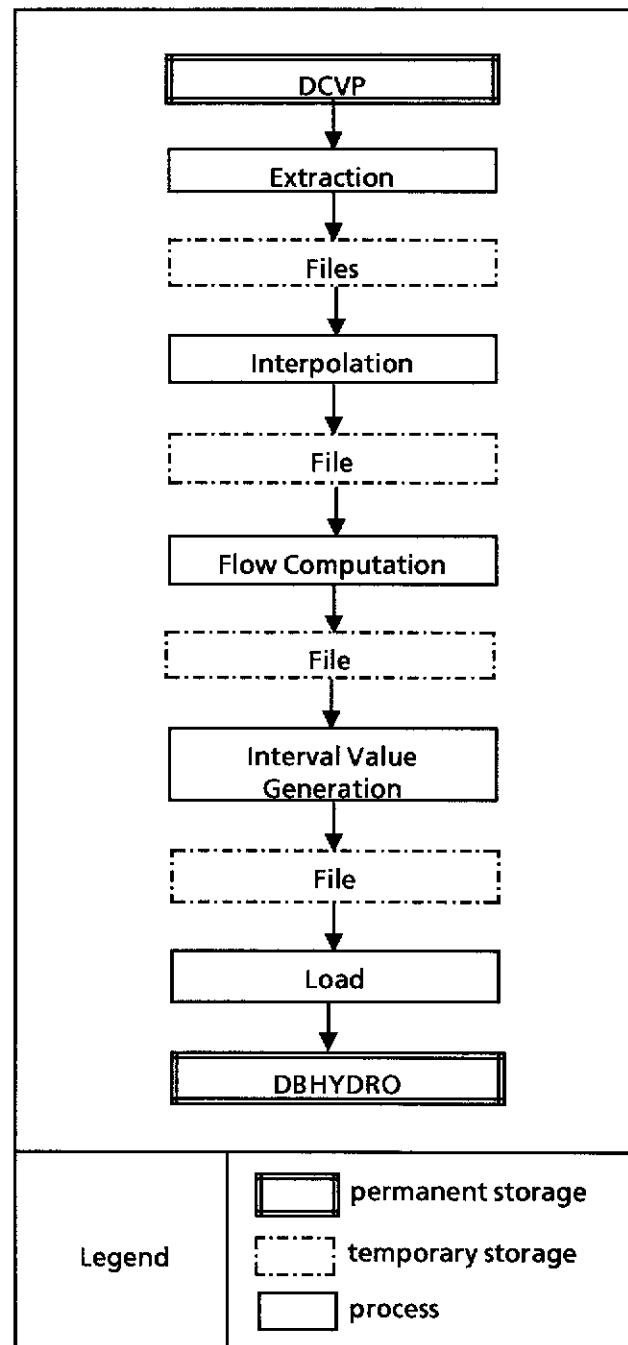 DCVP
Extraction
Files
Interpolation
File
Flow Computation
File
Interval Value
Generation
File
Load
DBHYDRO
Legend
permanent storage
temporary storage
process